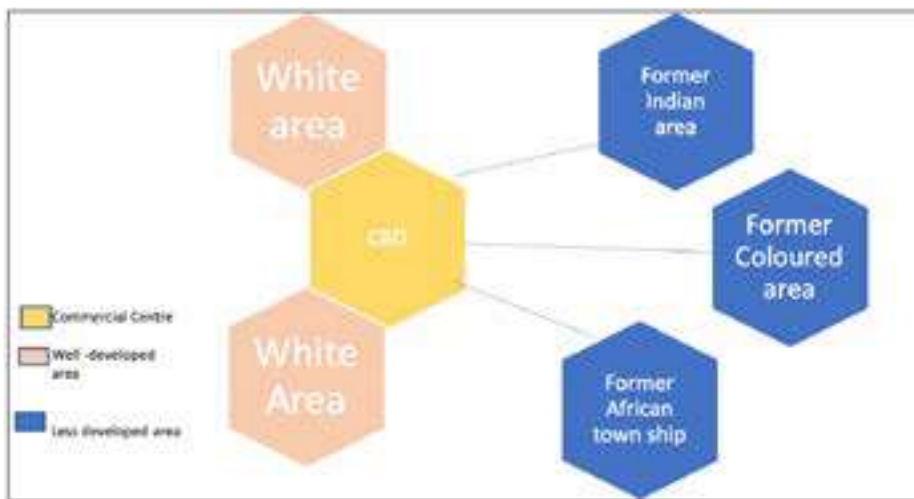 White
area
Former
Indian
area
CBD
Former
Coloured
area
White
Area
Former
African
town ship
Commercial Centre
Well -developed
area
Less developed area